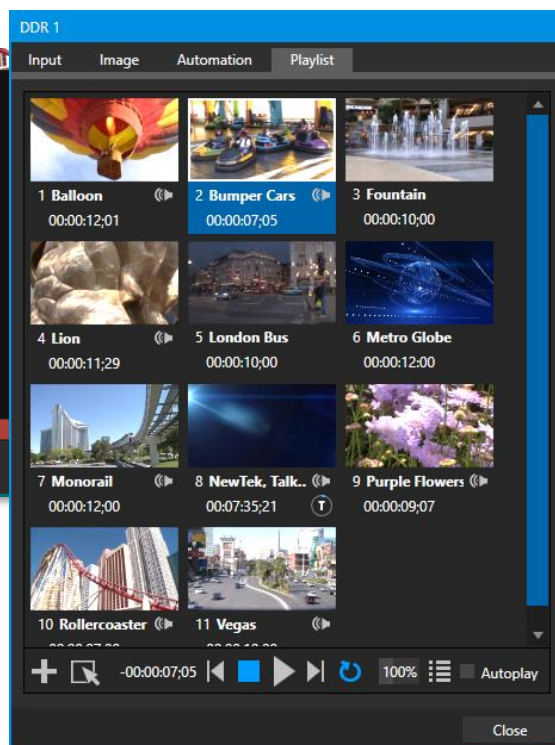 DDR 1
Input Image Automation Playlist
1 Balloon 2 Bumper Cars 3 Fountain
00:00:12;01 00:00:07;05 00:00:10;00
4 Lion 5 London Bus 6 Metro Globe
00:00:11;29 00:00:10;00 00:00:12:00
7 Monorail 8 NewTek, Talk.. 9 Purple Flowers
00:00:12;00 00:07:35;21 T 00:00:09;07
10 Rollercoaster 11 Vegas
-00:00:07;05 100% Autoplay
Close